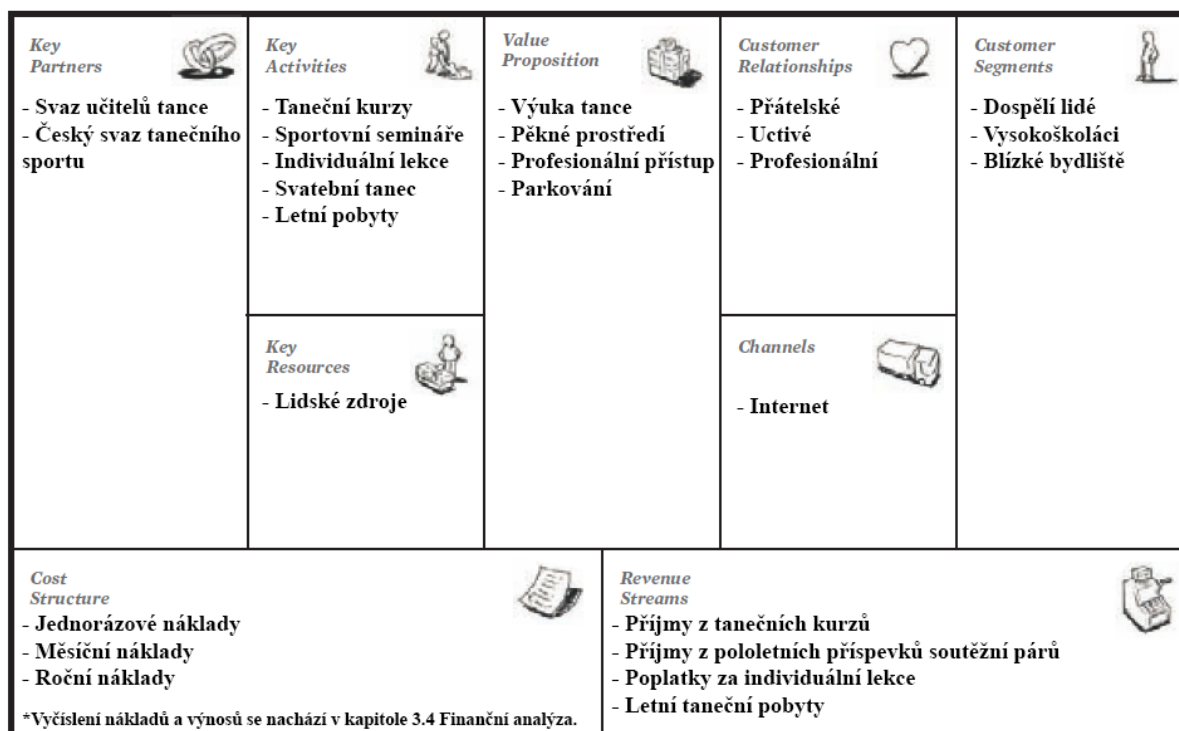 Key
Partners
- Svaz učitelů tance
- Český svaz tanečního
sportu
Key
Activities
- Taneční kurzy
- Sportovní semináře
- Individuální lekce
- Svatební tanec
- Letní pobyty
Key
Resources
- Lidské zdroje
Value
Proposition
- Výuka tance
- Pěkné prostředí
- Profesionální přístup
- Parkování
Customer
Relationships
- Přátelské
- Uctivé
- Profesionální
Channels
- Internet
Customer
Segments
- Dospělí lidé
- Vysokoškoláci
- Blízké bydliště
Cost
Structure
- Jednorázové náklady
- Měsíční náklady
- Roční náklady
*Vyčíslení nákladů a výnosů se nachází v kapitole 3.4 Finanční analýza.
Revenue
Streams
- Příjmy z tanečních kurzů
- Příjmy z pololetních příspevků soutěžní párů
- Poplatky za individuální lekce
- Letní taneční pobyty